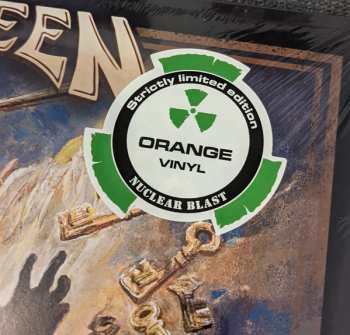 EEN
Strictly limited edition
ORANGE
VINYL
NUCLEAR BLAST